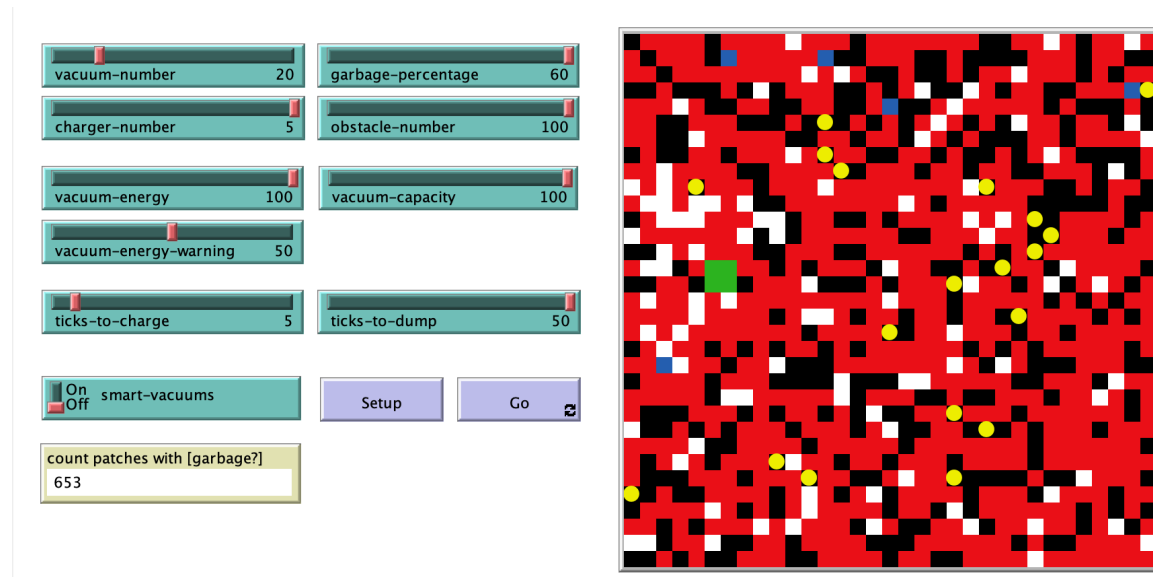 vacuum-number 20
garbage-percentage 60
charger-number 5
obstacle-number 100
vacuum-energy 100
vacuum-capacity 100
vacuum-energy-warning 50
ticks-to-charge 5
ticks-to-dump 50
On
Off
smart-vacuums
Setup
Go
count patches with [garbage?]
653